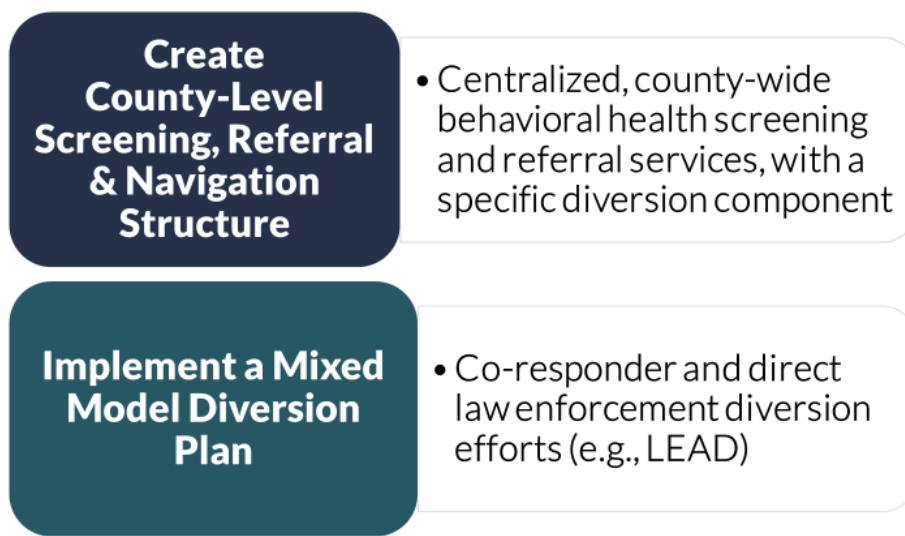 Create
County-Level
Screening, Referral
& Navigation
Structure
• Centralized, county-wide
behavioral health screening
and referral services, with a
specific diversion component
Implement a Mixed
Model Diversion
Plan
• Co-responder and direct
law enforcement diversion
efforts (e.g., LEAD)